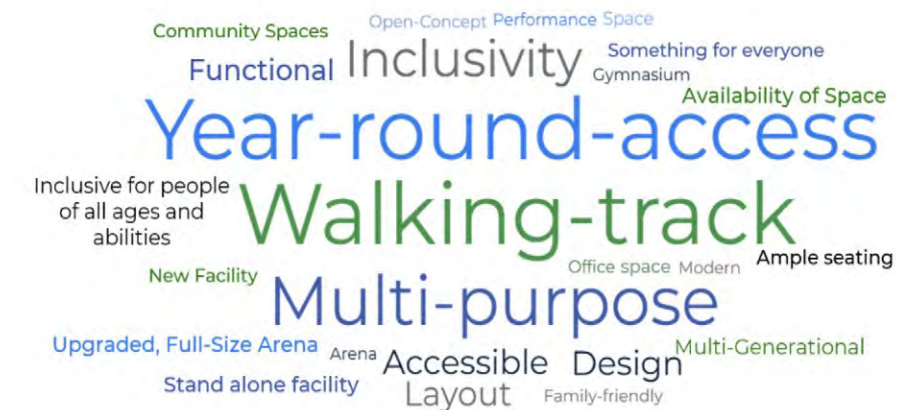 Open-Concept Performance Space
Community Spaces
Inclusivity
Something for everyone
Functional
Gymnasium
Availability of Space
Year-round-access
Inclusive for people
of all ages and
abilities
Walking-track
Ample seating
Office space Modern
New Facility
Multi-purpose
Upgraded, Full-Size Arena
Arena
Accessible
Design
Multi-Generational
Stand alone facility
Layout
Family-friendly